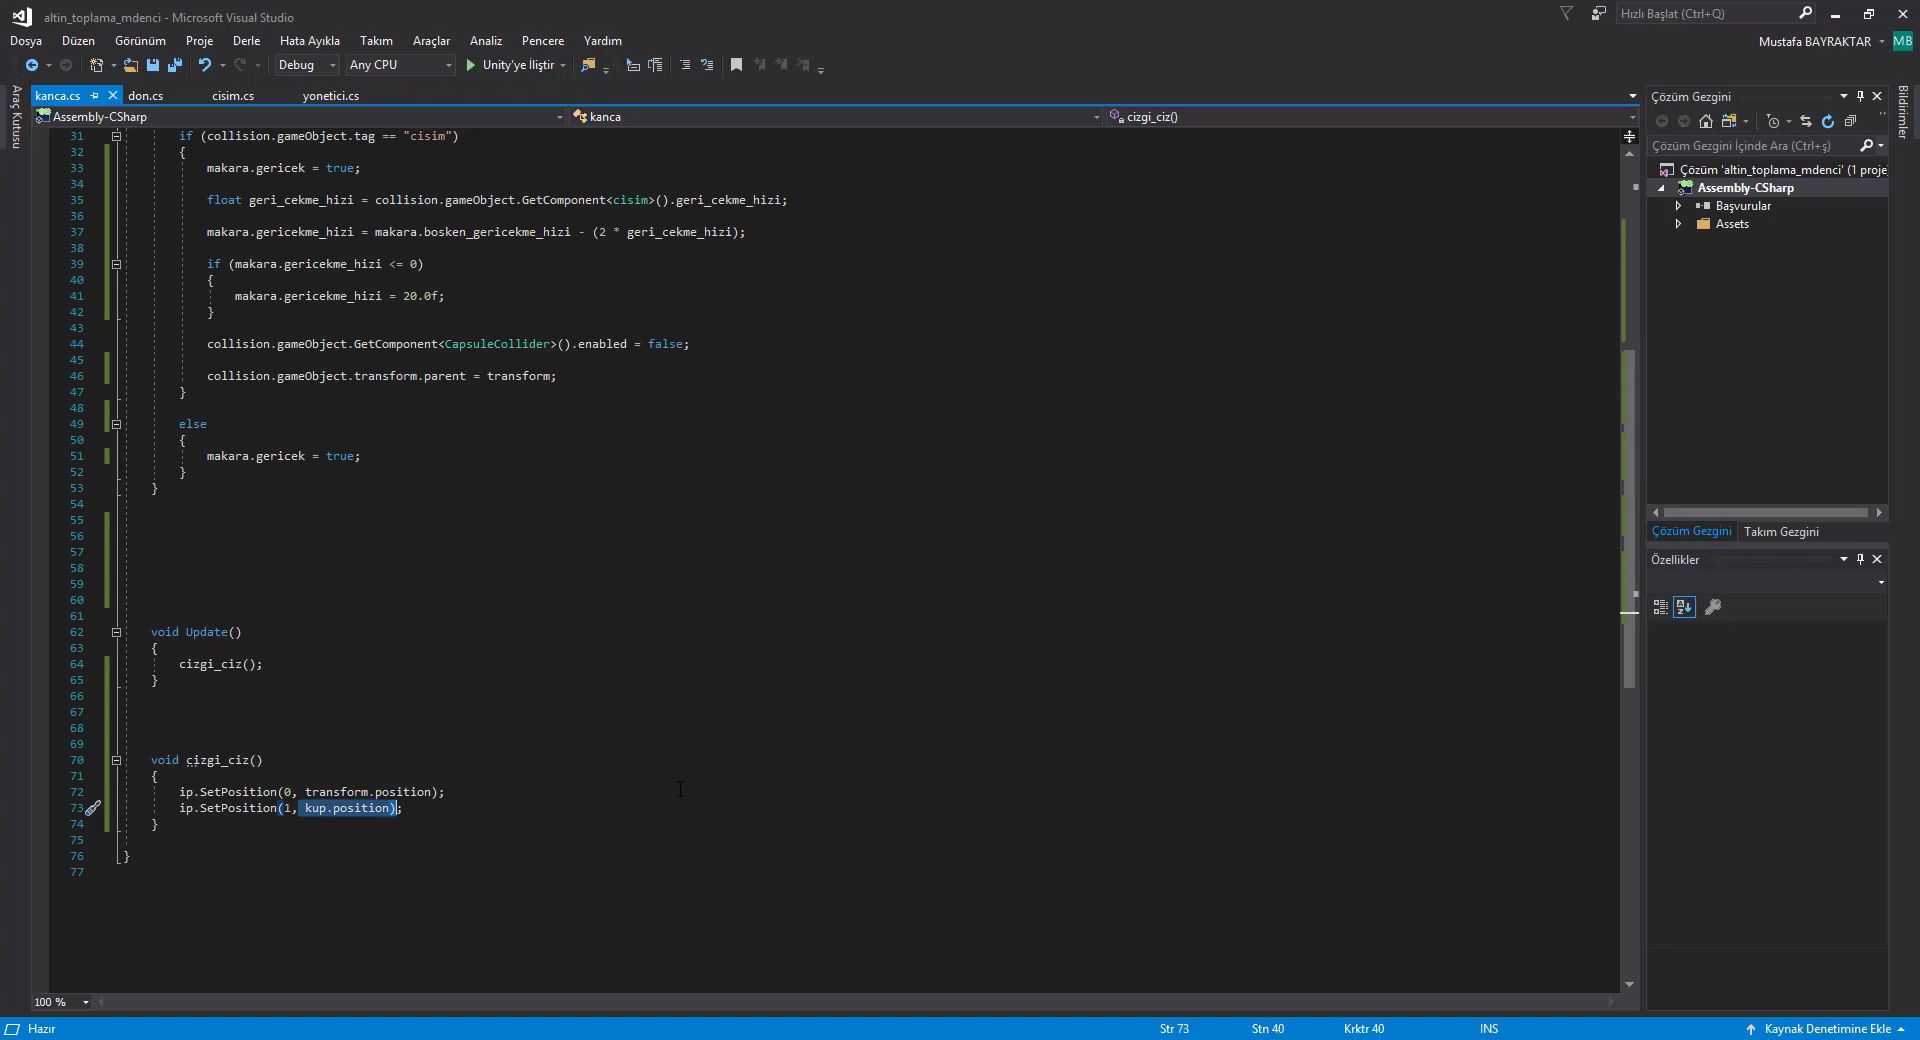 altin_toplama_mdenci - Microsoft Visual Studio
Hızlı Başlat (Ctrl+Q)
Dosya Düzen Görünüm Proje Derle Hata Ayıkla Takım Araçlar Analiz Pencere Yardım
Mustafa BAYRAKTAR MB
Debug Any CPU Unity'ye İliştir
Araç Kutusu
kanca.cs don.cs cisim.cs yonetici.cs
Assembly-CSharp kanca cizgi_ciz()
31 if (collision.gameObject.tag == "cisim")
32 {
33 makara.gericek = true;
34
35 float geri_cekme_hizi = collision.gameObject.GetComponent<cisim>().geri_cekme_hizi;
36
37 makara.gericekme_hizi = makara.bosken_gericekme_hizi - (2 * geri_cekme_hizi);
38
39 if (makara.gericekme_hizi <= 0)
40 {
41 makara.gericekme_hizi = 20.0f;
42 }
43
44 collision.gameObject.GetComponent<CapsuleCollider>().enabled = false;
45
46 collision.gameObject.transform.parent = transform;
47 }
48
49 else
50 {
51 makara.gericek = true;
52 }
53 }
54
55
56
57
58
59
60
61
62 void Update()
63 {
64 cizgi_ciz();
65 }
66
67
68
69
70 void cizgi_ciz()
71 {
72 ip.SetPosition(0, transform.position);
73 ip.SetPosition(1, kup.position);
74 }
75
76 }
77
100 %
Çözüm Gezgini
Çözüm Gezgini İçinde Ara (Ctrl+ş)
Çözüm 'altin_toplama_mdenci' (1 proje
Assembly-CSharp
Başvurular
Assets
Çözüm Gezgini Takım Gezgini
Özellikler
Bildirimler
Hazır Str 73 Stn 40 Krktr 40 INS Kaynak Denetimine Ekle